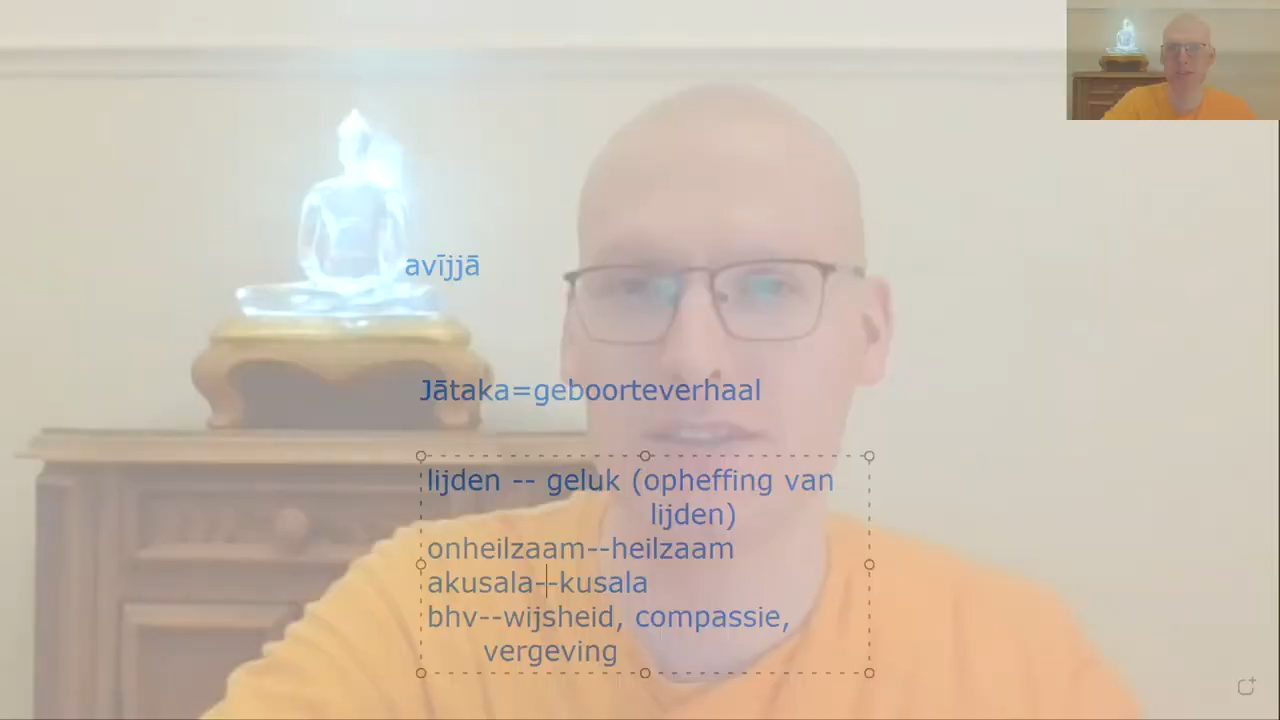 avījjā
Jātaka=geboorteverhaal
lijden -- geluk (opheffing van
lijden)
onheilzaam--heilzaam
akusala--kusala
bhv--wijsheid, compassie,
vergeving